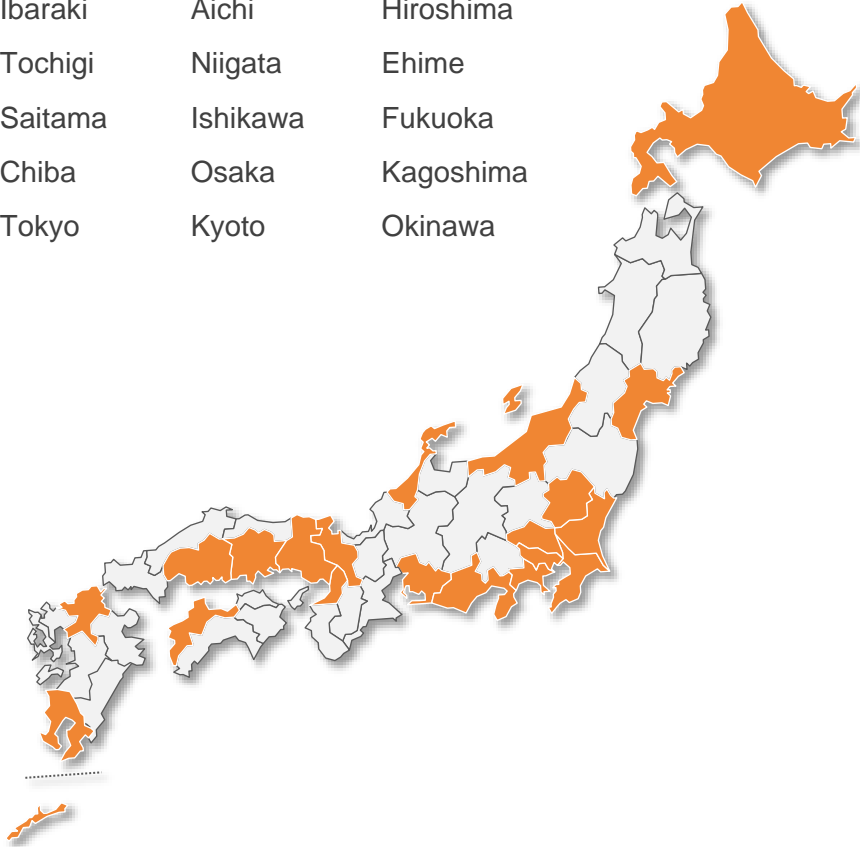 Ibaraki Aichi Hiroshima
Tochigi Niigata Ehime
Saitama Ishikawa Fukuoka
Chiba Osaka Kagoshima
Tokyo Kyoto Okinawa